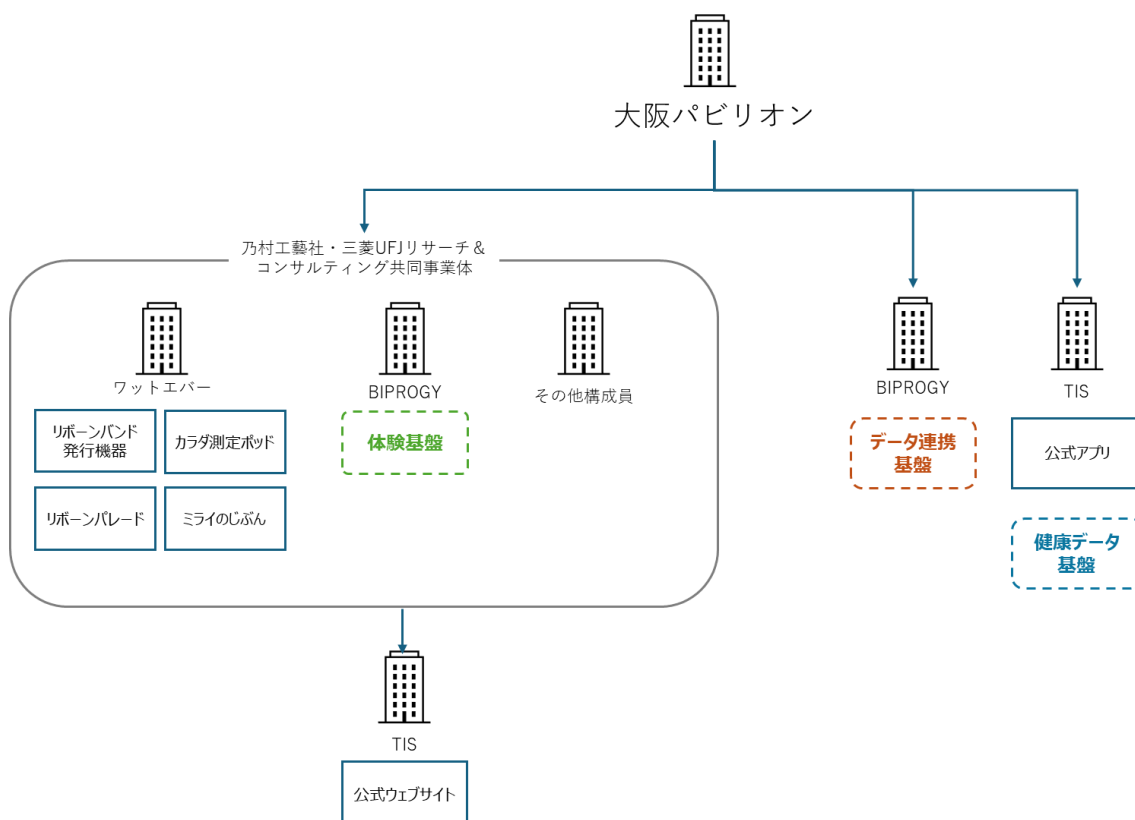 大阪パビリオン
乃村工藝社・三菱UFJリサーチ＆
コンサルティング共同事業体
ワットエバー
BIPROGY
その他構成員
BIPROGY
TIS
リボーンバンド
発行機器
カラダ測定ポッド
体験基盤
データ連携
基盤
公式アプリ
リボーンパレード
ミライのじぶん
健康データ
基盤
TIS
公式ウェブサイト